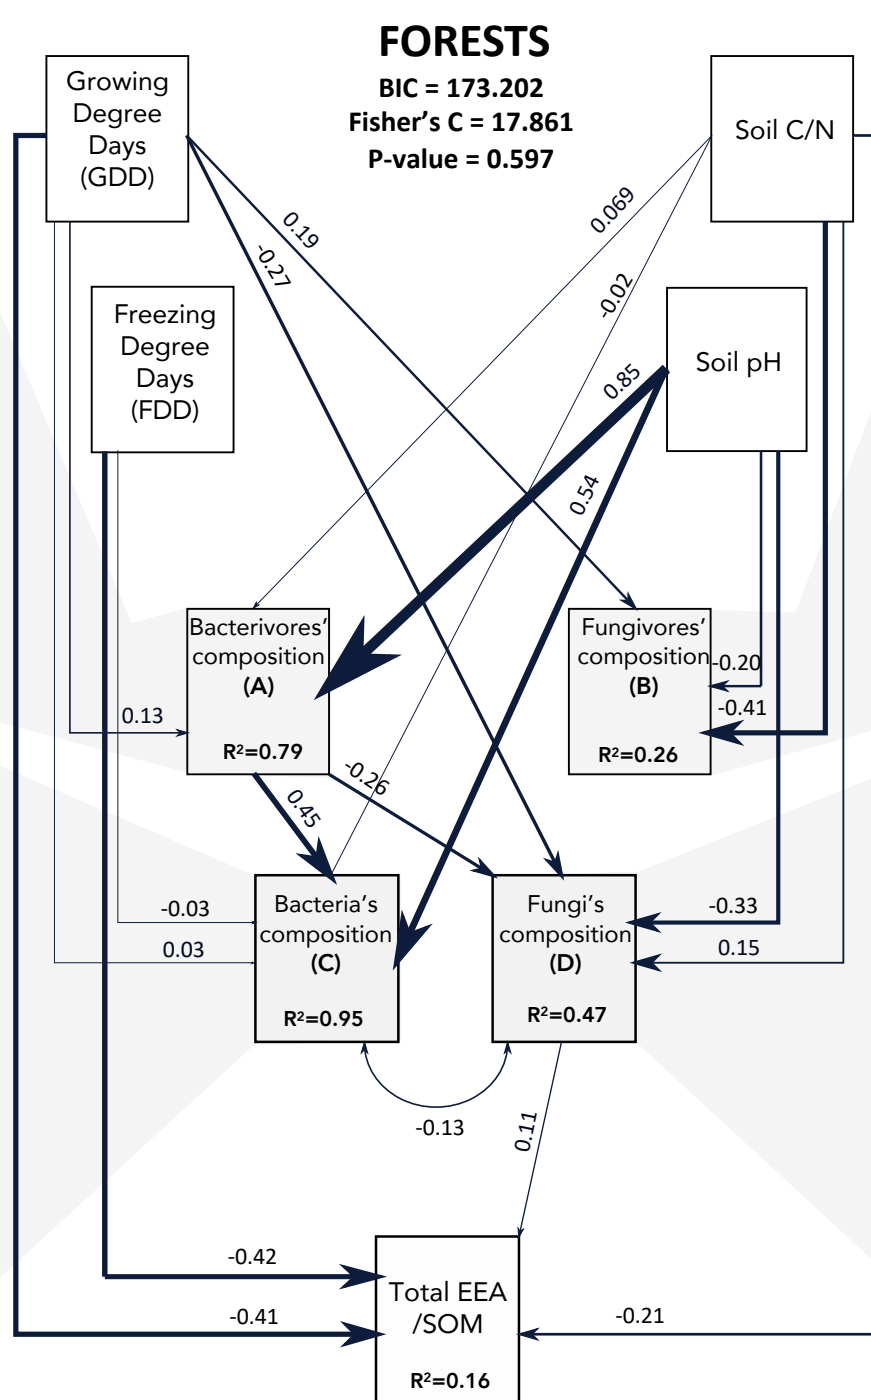 FORESTS
BIC = 173.202
Fisher's C = 17.861
P-value = 0.597
Growing
Degree
Days
(GDD)
Soil C/N
0.19
-0.27
0.069
-0.02
Freezing
Degree
Days
(FDD)
Soil pH
0.85
0.54
Bacterivores'
composition
(A)
R²=0.79
Fungivores'
composition
(B)
R²=0.26
-0.20
-0.41
0.13
0.45
-0.26
Bacteria's
composition
(C)
R²=0.95
Fungi's
composition
(D)
R²=0.47
-0.03
0.03
-0.33
0.15
-0.13
0.11
-0.42
-0.41
Total EEA
/SOM
R²=0.16
-0.21